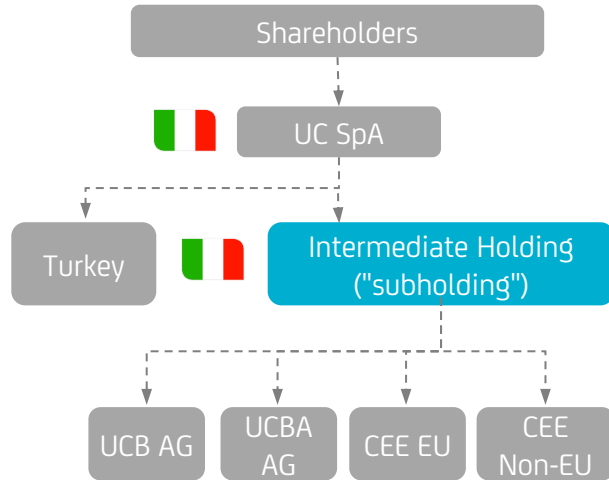 Shareholders
UC SpA
Turkey
Intermediate Holding
("subholding")
UCB AG
UCBA
AG
CEE EU
CEE
Non-EU